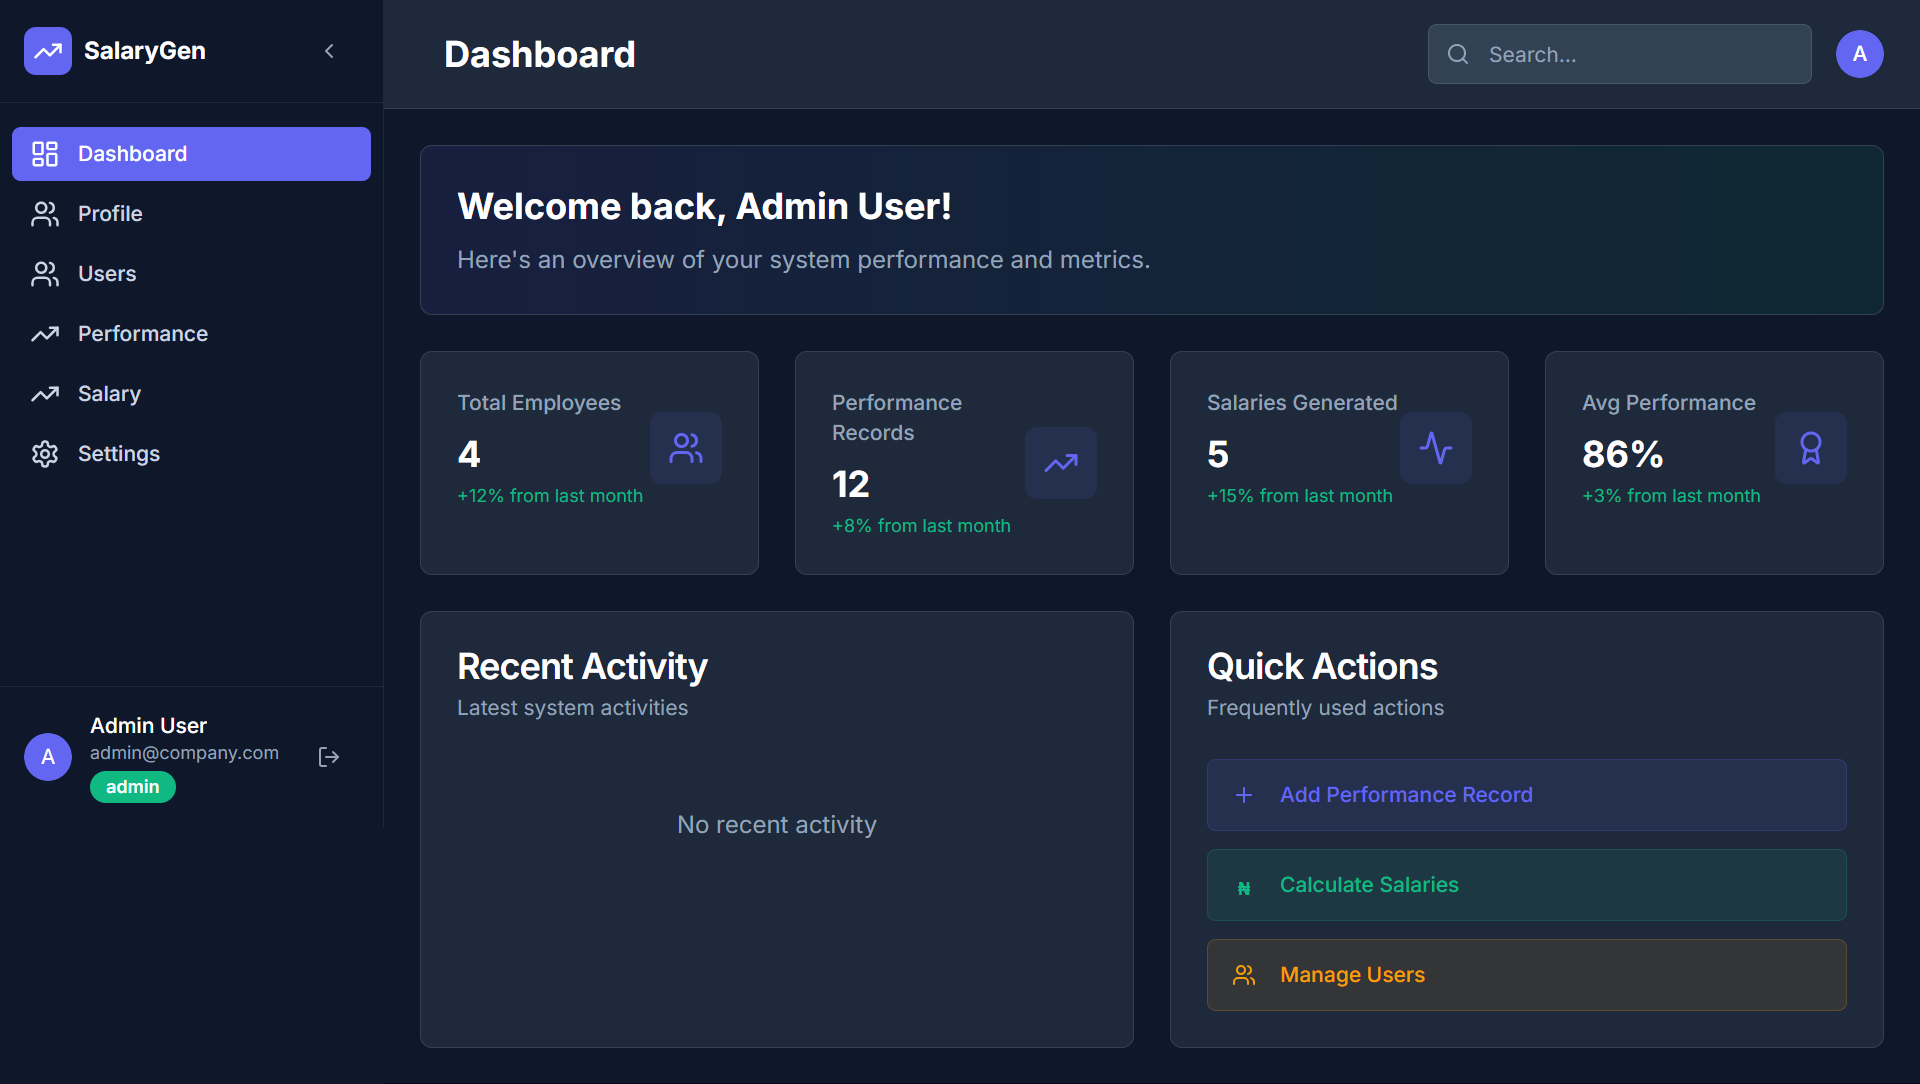 SalaryGen
Dashboard
Profile
Users
Performance
Salary
Settings
A
Admin User
admin@company.com
admin
Dashboard
Search...
A
Welcome back, Admin User!
Here's an overview of your system performance and metrics.
Total Employees
4
+12% from last month
Performance
Records
12
+8% from last month
Salaries Generated
5
+15% from last month
Avg Performance
86%
+3% from last month
Recent Activity
Latest system activities
No recent activity
Quick Actions
Frequently used actions
Add Performance Record
₦ Calculate Salaries
Manage Users